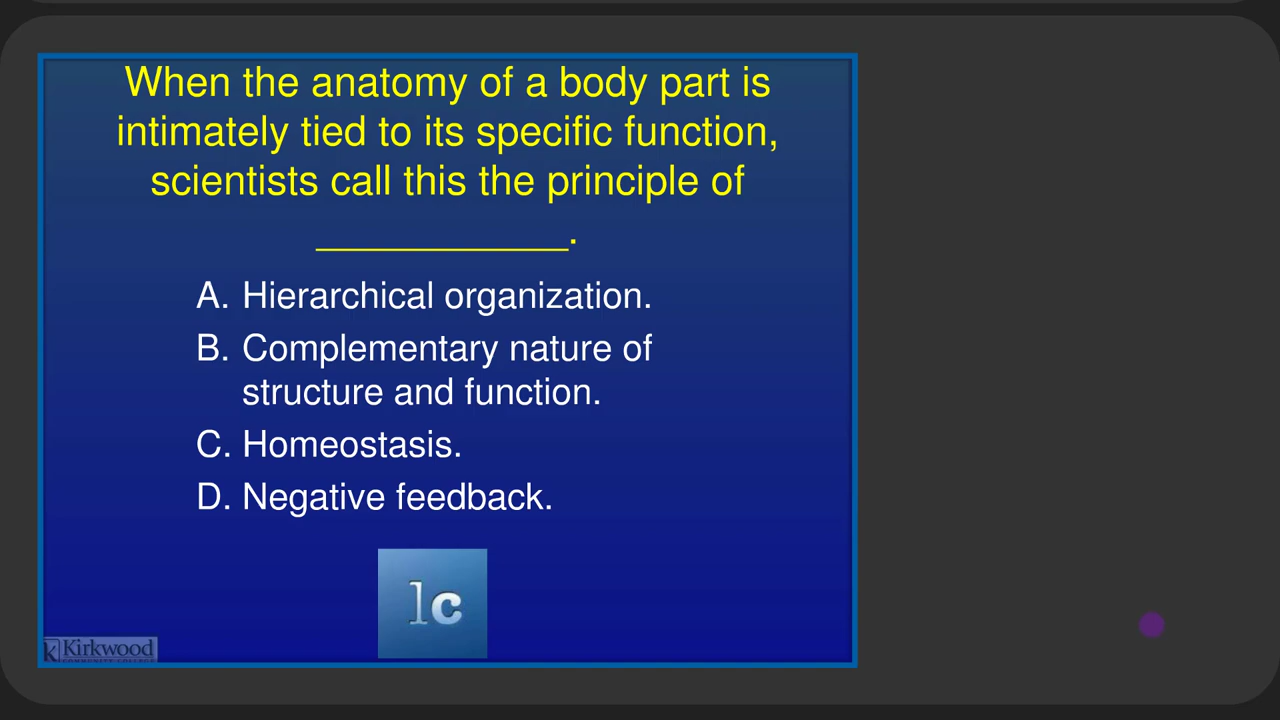 When the anatomy of a body part is
intimately tied to its specific function,
scientists call this the principle of
____________.
A. Hierarchical organization.
B. Complementary nature of
structure and function.
C. Homeostasis.
D. Negative feedback.
lc
Kirkwood